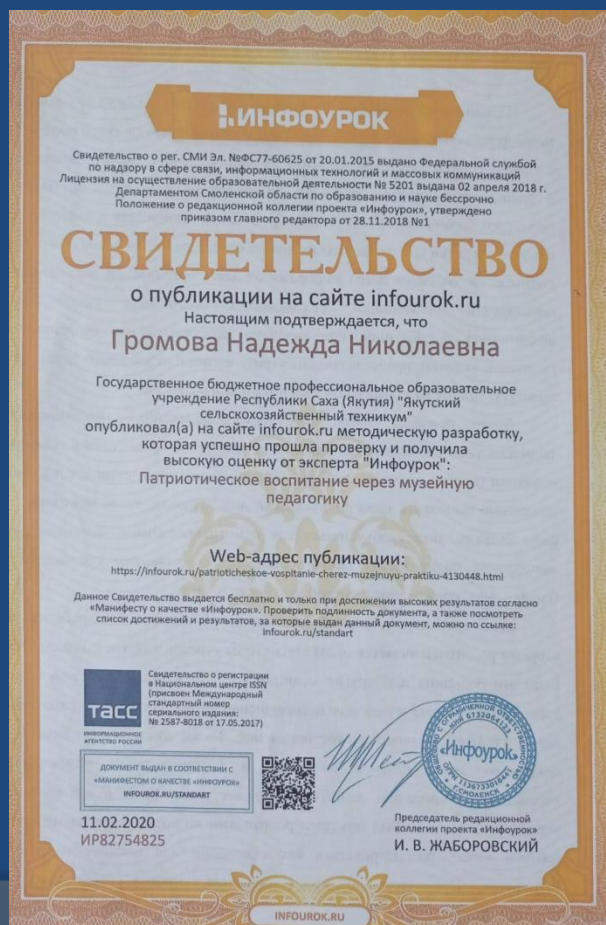 ИНФОУРОК
Свидетельство о рег. СМИ Эл. №ФС77-60625 от 20.01.2015 выдано Федеральной службой
по надзору в сфере связи, информационных технологий и массовых коммуникаций
Лицензия на осуществление образовательной деятельности № 5201 выдана 02 апреля 2018 г.
Департаментом Смоленской области по образованию и науке бессрочно
Положение о редакционной коллегии проекта «Инфоурок», утверждено
приказом главного редактора от 28.11.2018 №1
СВИДЕТЕЛЬСТВО
о публикации на сайте infourok.ru
Настоящим подтверждается, что
Громова Надежда Николаевна
Государственное бюджетное профессиональное образовательное
учреждение Республики Саха (Якутия) "Якутский
сельскохозяйственный техникум"
опубликовал(а) на сайте infourok.ru методическую разработку,
которая успешно прошла проверку и получила
высокую оценку от эксперта "Инфоурок":
Патриотическое воспитание через музейную
педагогику
Web-адрес публикации:
https://infourok.ru/patrioticheskoe-vospitanie-cherez-muzejnuyu-praktiku-4130448.html
Данное Свидетельство выдается бесплатно и только при достижении высоких результатов согласно
«Манифесту о качестве «Инфоурок». Проверить подлинность документа, а также посмотреть
список достижений и результатов, за которые выдан данный документ, можно по ссылке:
infourok.ru/standart
ТАСС
ИНФОРМАЦИОННОЕ
АГЕНТСТВО РОССИИ
Свидетельство о регистрации
в Национальном центре ISSN
(присвоен Международный
стандартный номер
сериального издания:
№ 2587-8018 от 17.05.2017)
ДОКУМЕНТ ВЫДАН В СООТВЕТСТВИИ С
«МАНИФЕСТОМ О КАЧЕСТВЕ «ИНФОУРОК»
INFOUROK.RU/STANDART
ОБЩЕСТВО С ОГРАНИЧЕННОЙ ОТВЕТСТВЕННОСТЬЮ
«Инфоурок»
Г.СМОЛЕНСК
11.02.2020
ИР82754825
Председатель редакционной
коллегии проекта «Инфоурок»
И. В. ЖАБОРОВСКИЙ
INFOUROK.RU